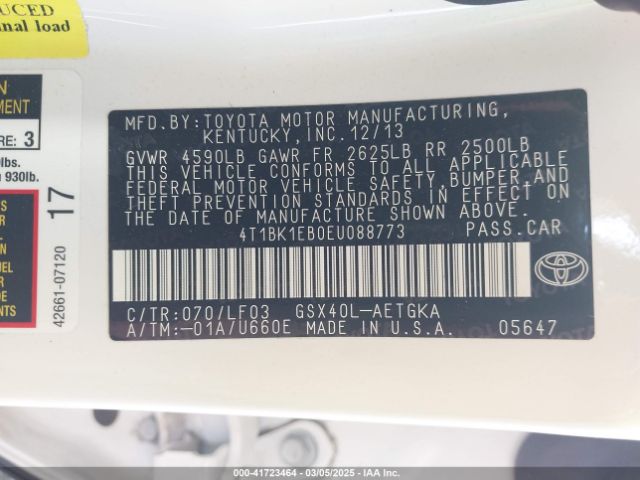 UCED
nal load
N
MENT
RE: 3
lbs.
930lb.
17
42661-07120
MFD.BY:TOYOTA MOTOR MANUFACTURING,
KENTUCKY,INC.12/13
GVWR 4590LB GAWR FR 2625LB RR 2500LB
THIS VEHICLE CONFORMS TO ALL APPLICABLE
FEDERAL MOTOR VEHICLE SAFETY,BUMPER,AND
THEFT PREVENTION STANDARDS IN EFFECT ON
THE DATE OF MANUFACTURE SHOWN ABOVE.
4T1BK1EB0EU088773 PASS.CAR
TOYOTA
C/TR:070/LF03 GSX40L-AETGKA
A/TM:-01A/U660E MADE IN U.S.A. 05647
000-41723464 | 03/05/2025 | IAA Inc.